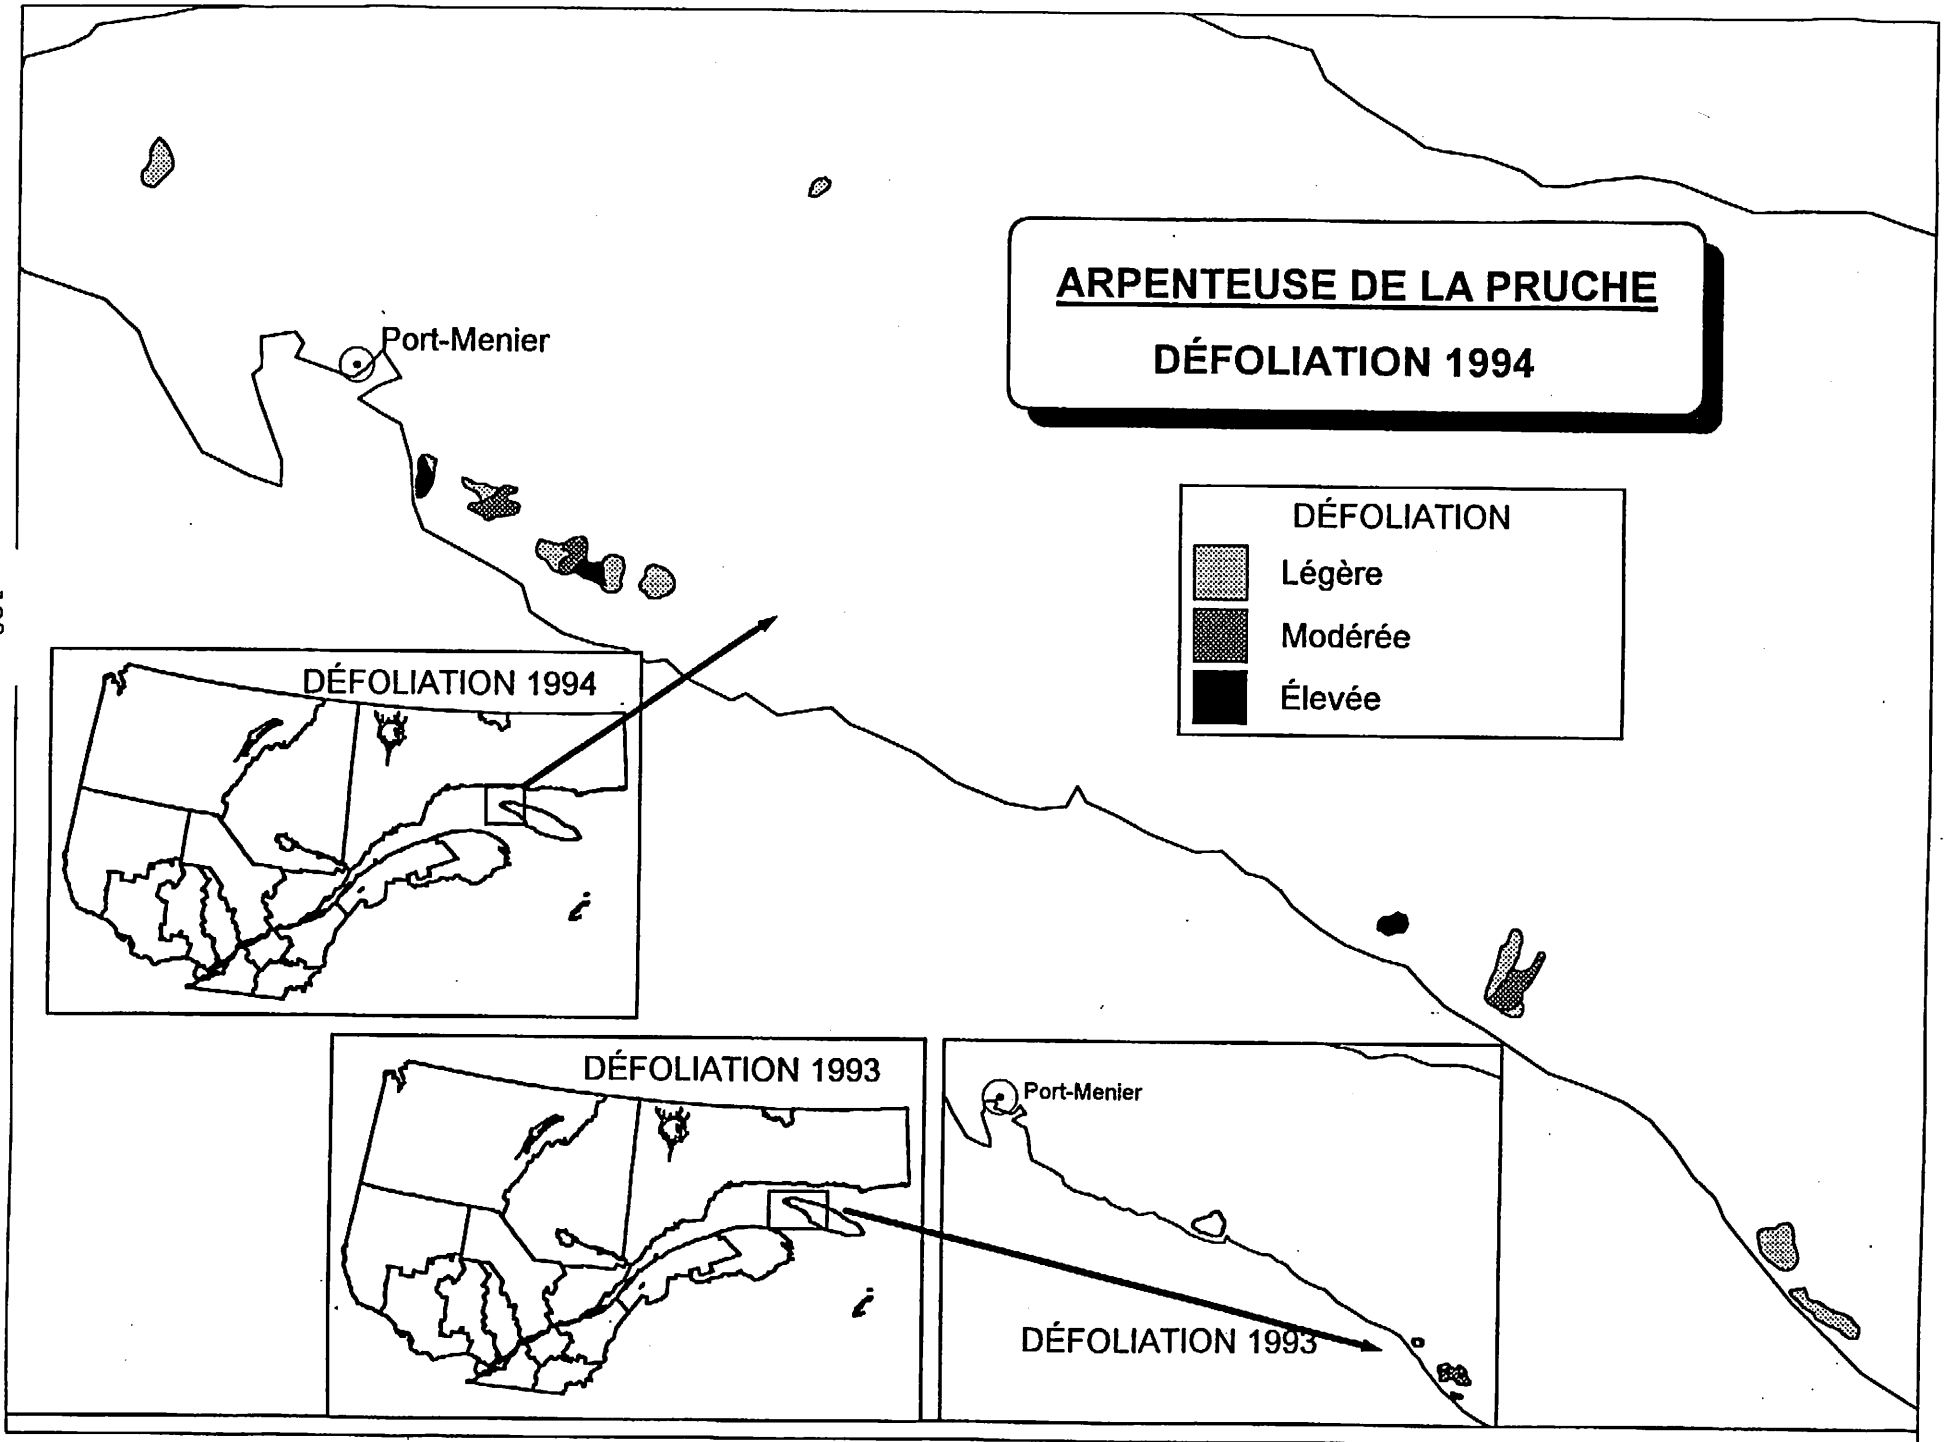 Port-Menier
ARPENTEUSE DE LA PRUCHE
DÉFOLIATION 1994
DÉFOLIATION
Légère
Modérée
Élevée
DÉFOLIATION 1994
DÉFOLIATION 1993
Port-Menier
DÉFOLIATION 1993